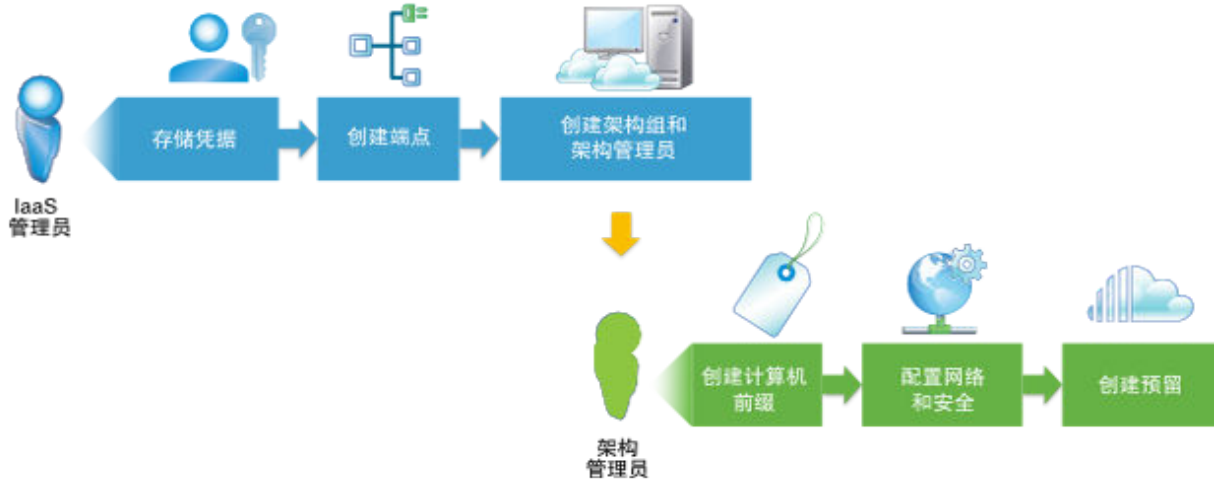 存储凭据
创建端点
创建架构组和
架构管理员
IaaS
管理员
创建计算机
前缀
配置网络
和安全
创建预留
架构
管理员